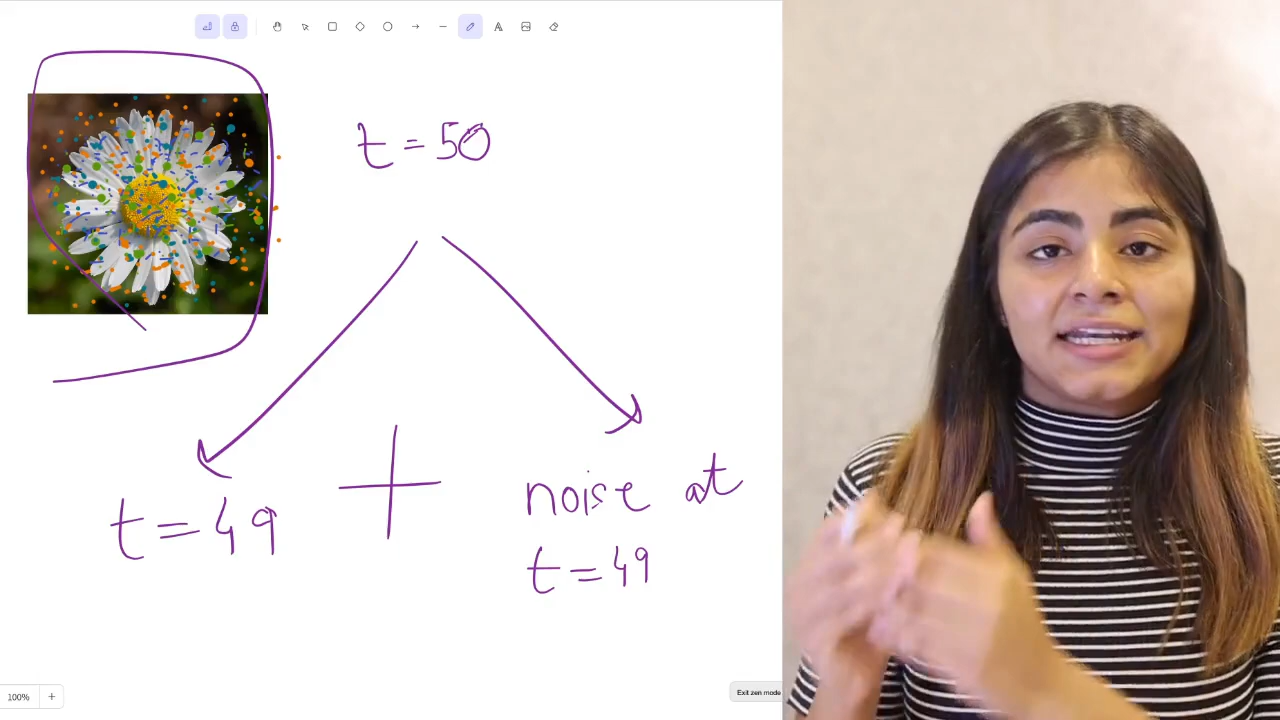 t = 50
t = 49
noise at
t = 49
100%
Exit zen mode